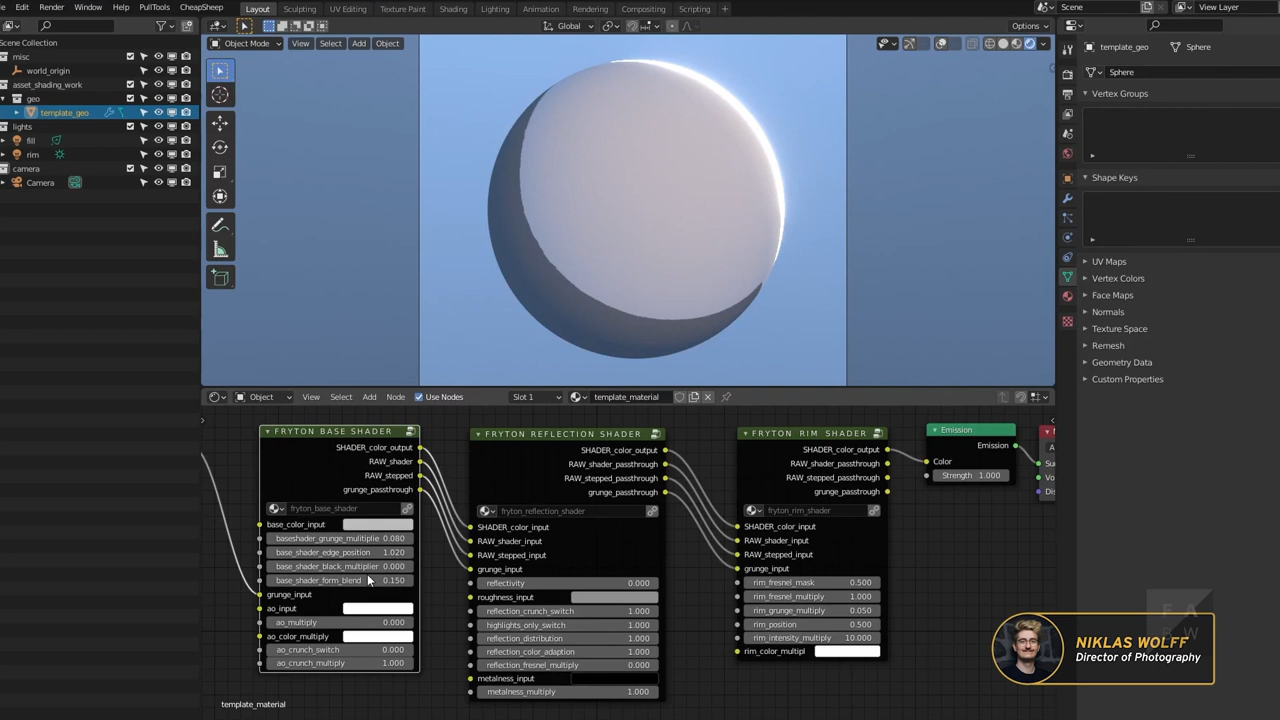 Edit Render Window Help PullTools CheapSheep
Layout Sculpting UV Editing Texture Paint Shading Lighting Animation Rendering Compositing Scripting +
Scene View Layer
Global Options
Object Mode View Select Add Object
Scene Collection
misc
world_origin
asset_shading_work
geo
template_geo
lights
fill
rim
camera
Camera
template_geo Sphere
Sphere
Vertex Groups
Shape Keys
UV Maps
Vertex Colors
Face Maps
Normals
Texture Space
Remesh
Geometry Data
Custom Properties
Object View Select Add Node Use Nodes Slot 1 template_material
FRYTON BASE SHADER
SHADER_color_output
RAW_shader
RAW_stepped
grunge_passthrough
fryton_base_shader
base_color_input
baseshader_grunge_mulitiplie 0.080
base_shader_edge_position 1.020
base_shader_black_multiplier 0.000
base_shader_form_blend 0.150
grunge_input
ao_input
ao_multiply 0.000
ao_color_multiply
ao_crunch_switch 0.000
ao_crunch_multiply 1.000
FRYTON REFLECTION SHADER
SHADER_color_output
RAW_shader_passthrough
RAW_stepped_passthrough
grunge_passthrough
fryton_reflection_shader
SHADER_color_input
RAW_shader_input
RAW_stepped_input
grunge_input
reflectivity 0.000
roughness_input
reflection_crunch_switch 1.000
highlights_only_switch 1.000
reflection_distribution 1.000
reflection_color_adaption 1.000
reflection_fresnel_multiply 0.000
metalness_input
metalness_multiply 1.000
FRYTON RIM SHADER
SHADER_color_output
RAW_shader_passthrough
RAW_stepped_passthrough
grunge_passtrough
fryton_rim_shader
SHADER_color_input
RAW_shader_input
RAW_stepped_input
grunge_input
rim_fresnel_mask 0.500
rim_fresnel_multiply 1.000
rim_grunge_multiply 0.050
rim_position 0.500
rim_intensity_multiply 10.000
rim_color_multipl
Emission
Emission
Color
Strength 1.000
NIKLAS WOLFF
Director of Photography
template_material